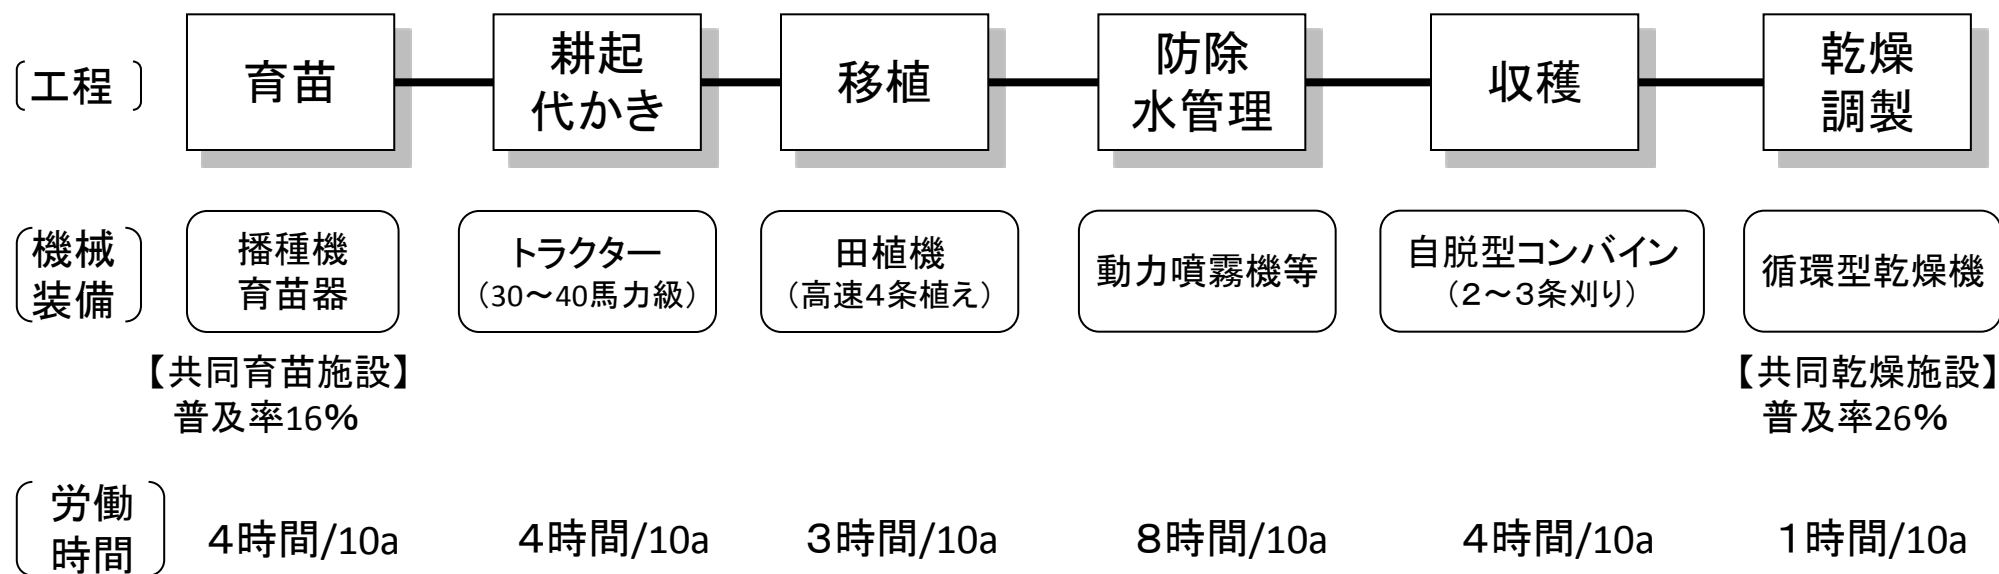 〔工程〕
育苗
耕起
代かき
移植
防除
水管理
収穫
乾燥
調製
機械
装備
播種機
育苗器
トラクター
（30～40馬力級）
田植機
（高速４条植え）
動力噴霧機等
自脱型コンバイン
（２～３条刈り）
循環型乾燥機
【共同育苗施設】
普及率16％
【共同乾燥施設】
普及率26％
労働
時間
４時間/10a
４時間/10a
３時間/10a
８時間/10a
４時間/10a
１時間/10a